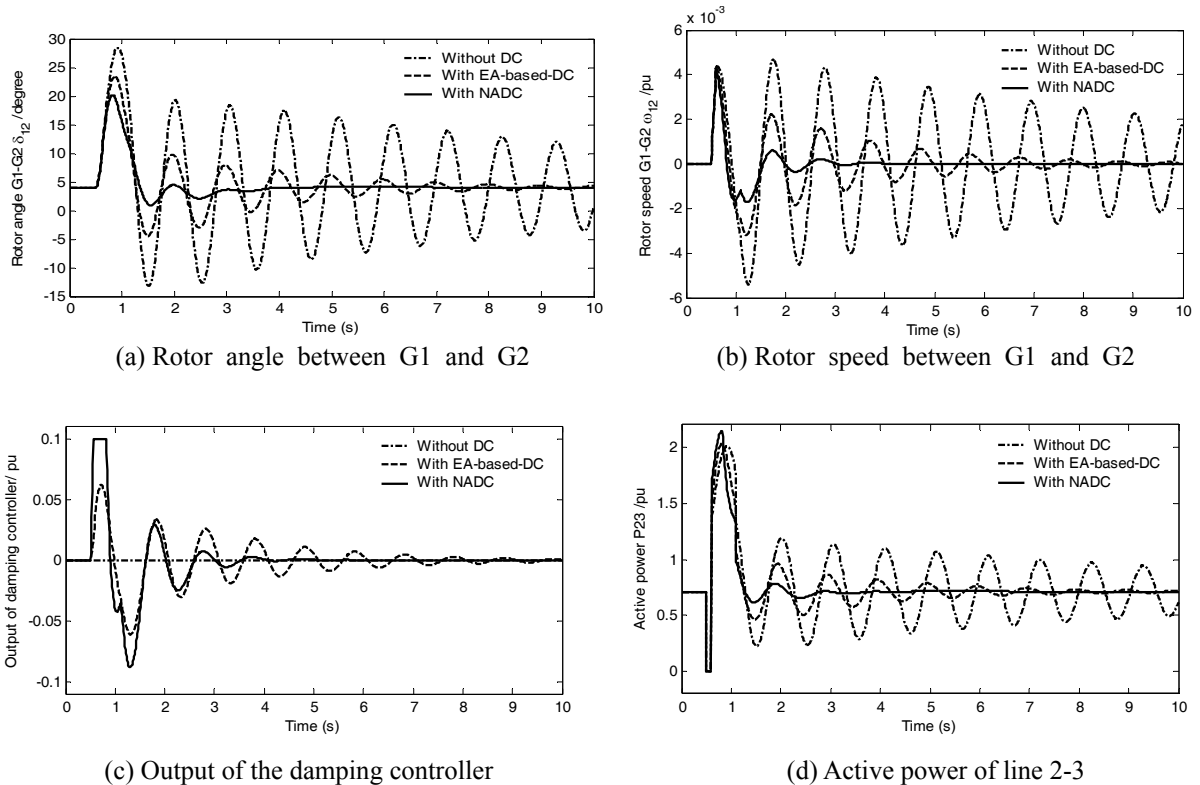 Rotor angle G1-G2 δ12 /degree
30
25
20
15
10
5
0
-5
-10
-15
Without DC
With EA-based-DC
With NADC
0 1 2 3 4 5 6 7 8 9 10
Time (s)
(a) Rotor angle between G1 and G2
x 10-3
Rotor speed G1-G2 ω12 /pu
6
4
2
0
-2
-4
-6
Without DC
With EA-based-DC
With NADC
0 1 2 3 4 5 6 7 8 9 10
Time (s)
(b) Rotor speed between G1 and G2
Output of damping controller/ pu
0.1
0.05
0
-0.05
-0.1
Without DC
With EA-based-DC
With NADC
0 1 2 3 4 5 6 7 8 9 10
Time (s)
(c) Output of the damping controller
Active power P23 /pu
2
1.5
1
0.5
0
Without DC
With EA-based-DC
With NADC
0 1 2 3 4 5 6 7 8 9 10
Time (s)
(d) Active power of line 2-3